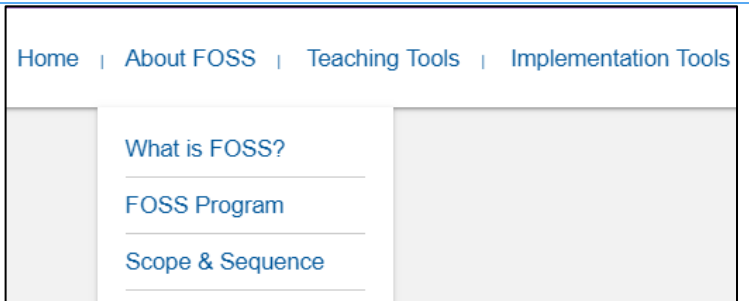 Home | About FOSS | Teaching Tools | Implementation Tools
What is FOSS?
FOSS Program
Scope & Sequence